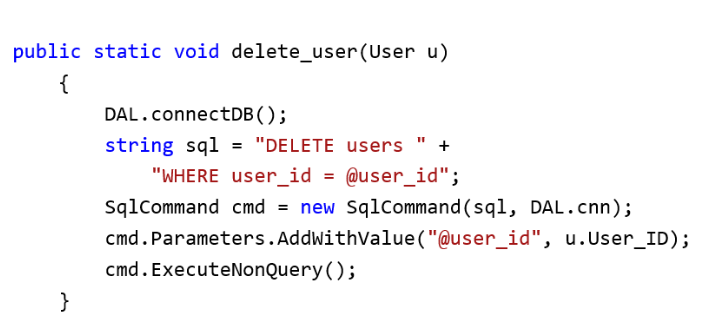 public static void delete_user(User u)
{
DAL.connectDB();
string sql = "DELETE users " +
"WHERE user_id = @user_id";
SqlCommand cmd = new SqlCommand(sql, DAL.cnn);
cmd.Parameters.AddWithValue("@user_id", u.User_ID);
cmd.ExecuteNonQuery();
}